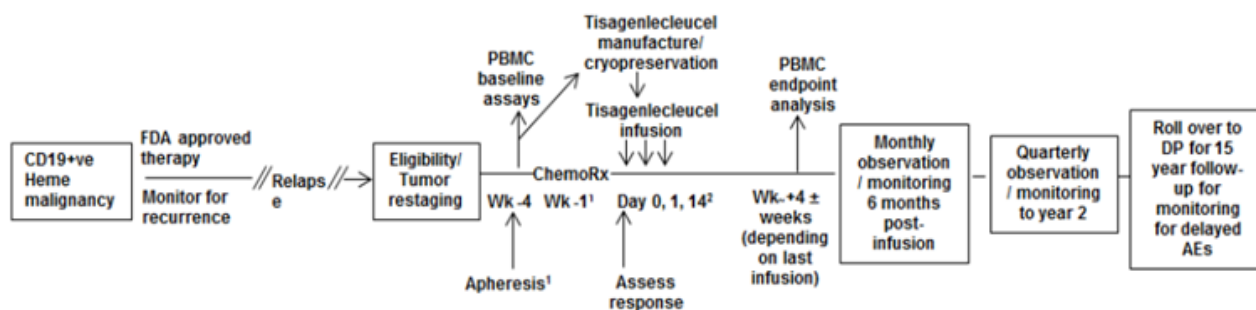 CD19+ve
Heme
malignancy
FDA approved
therapy
Monitor for
recurrence
Relaps
e
Eligibility/
Tumor
restaging
PBMC
baseline
assays
Tisagenlecleucel
manufacture/
cryopreservation
Tisagenlecleucel
infusion
ChemoRx
Wk -4
Wk -1¹
Day 0, 1, 14²
Apheresis¹
Assess
response
PBMC
endpoint
analysis
Wk~+4 ±
weeks
(depending
on last
infusion)
Monthly
observation
/ monitoring
6 months
post-
infusion
Quarterly
observation
/ monitoring
to year 2
Roll over to
DP for 15
year follow-
up for
monitoring
for delayed
AEs